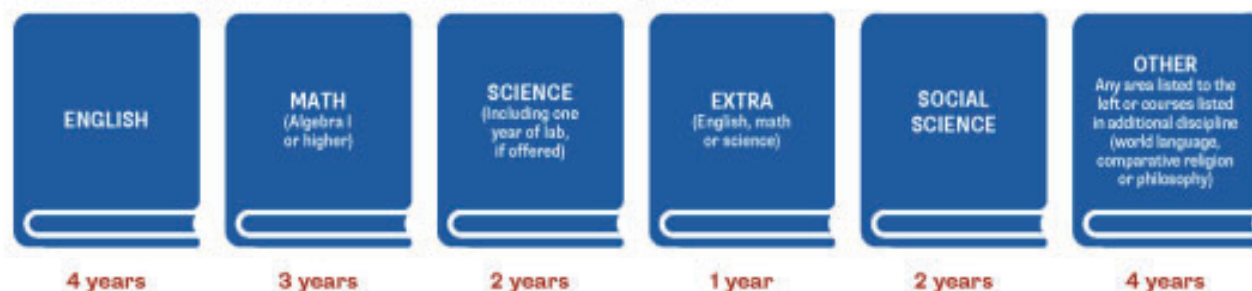 ENGLISH
4 years
MATH
(Algebra I
or higher)
3 years
SCIENCE
(Including one
year of lab,
if offered)
2 years
EXTRA
(English, math
or science)
1 year
SOCIAL
SCIENCE
2 years
OTHER
Any area listed to the
left or courses listed
in additional discipline
(world language,
comparative religion
or philosophy)
4 years